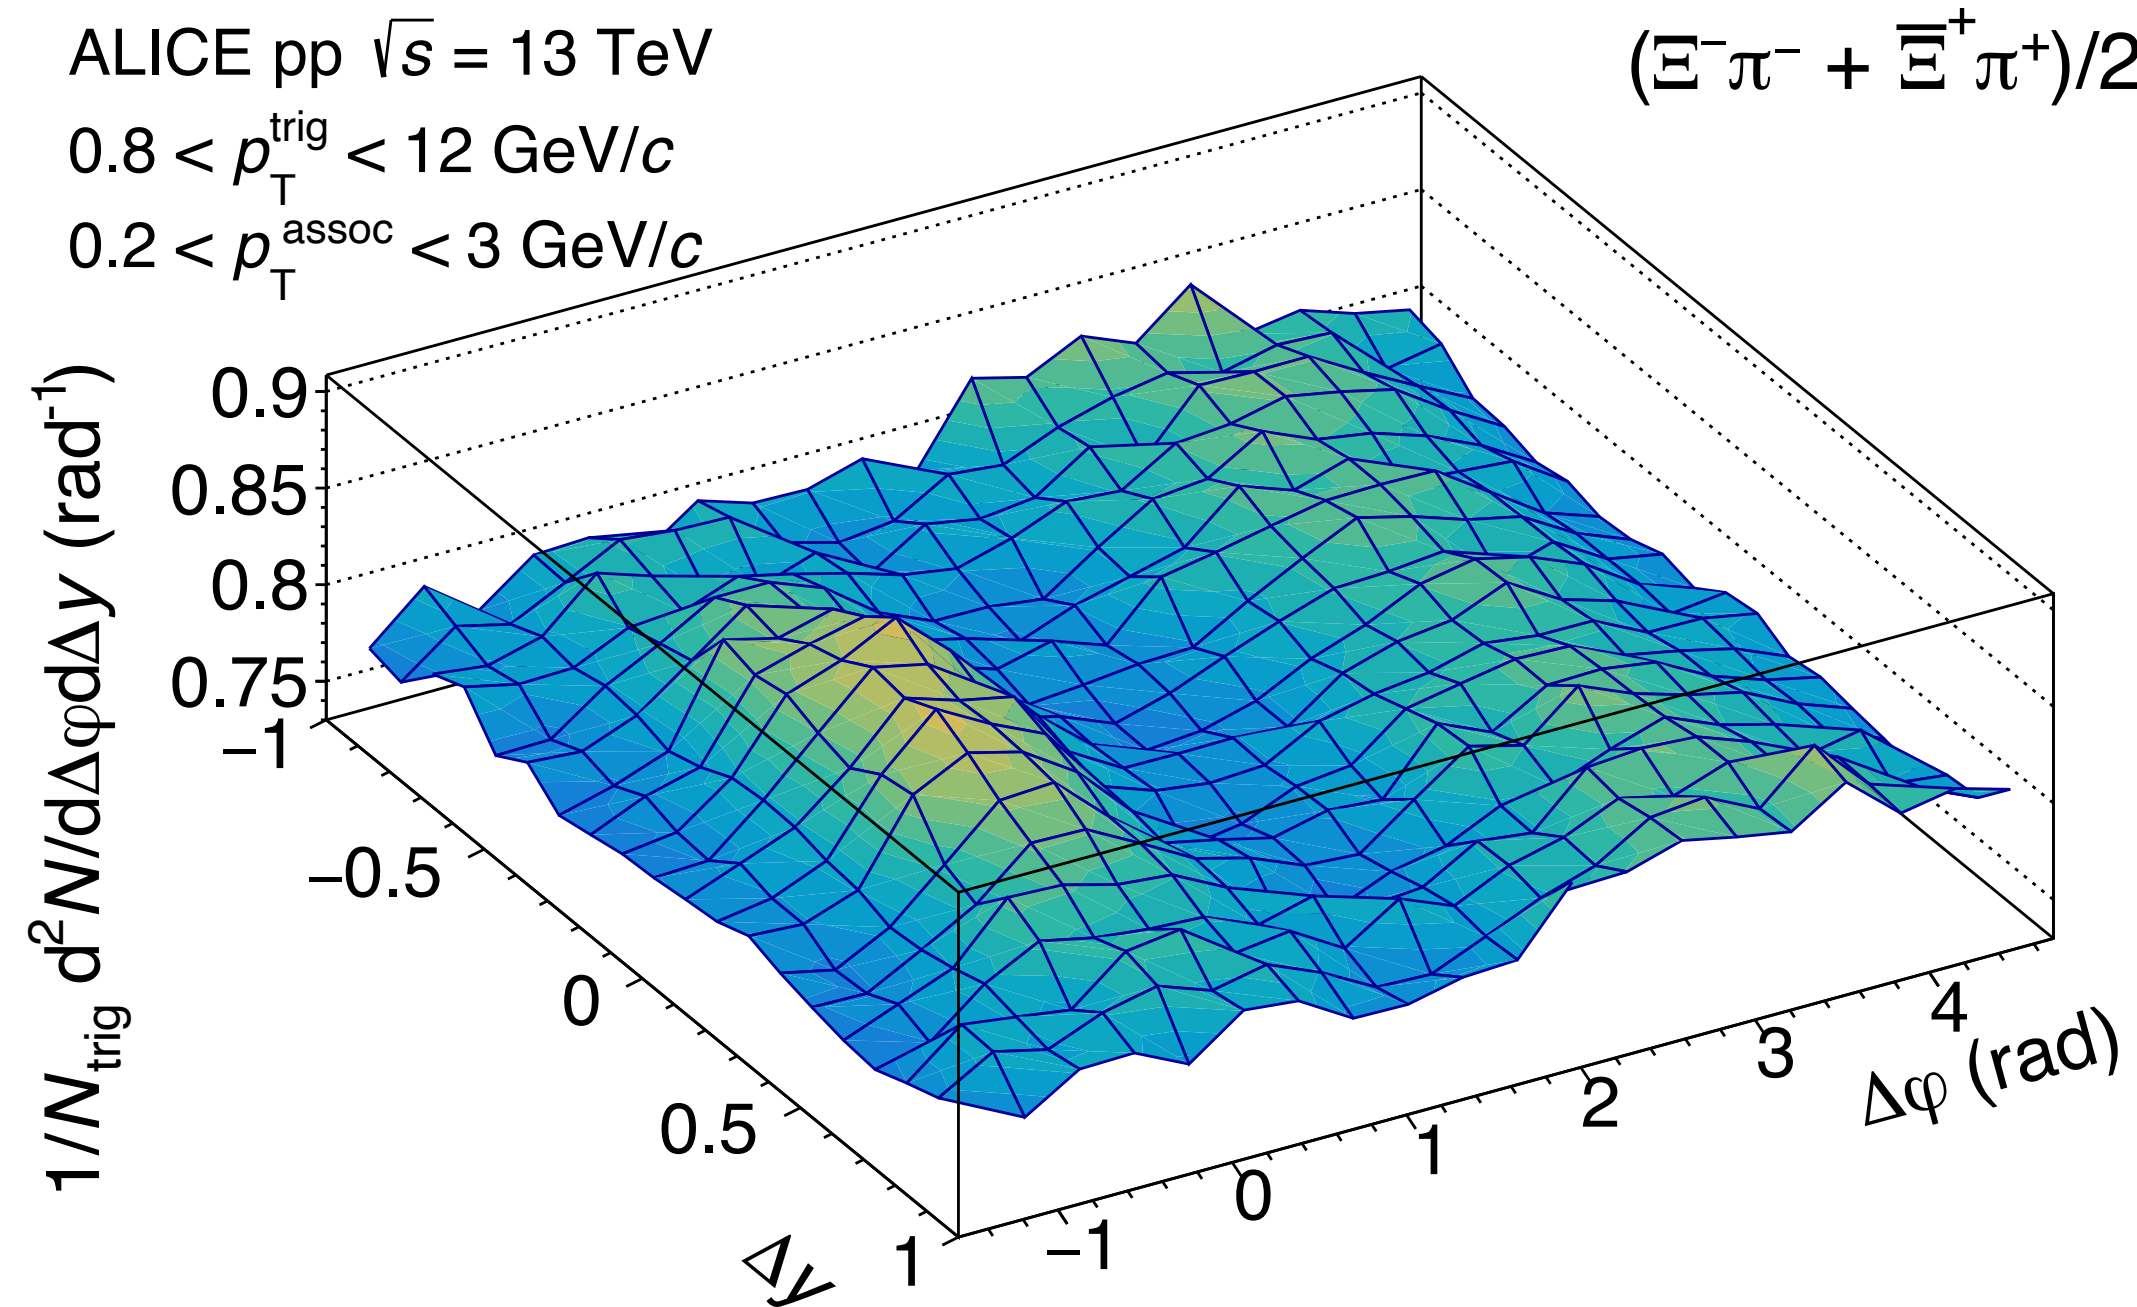 ALICE pp √s = 13 TeV
0.8 < p_T^trig < 12 GeV/c
0.2 < p_T^assoc < 3 GeV/c
(Ξ⁻π⁻ + Ξ̅⁺π⁺)/2
1/N_trig d²N/dΔφdΔy (rad⁻¹)
0.9
0.85
0.8
0.75
−1
−0.5
0
0.5
1
Δy
−1
0
1
2
3
4
Δφ (rad)